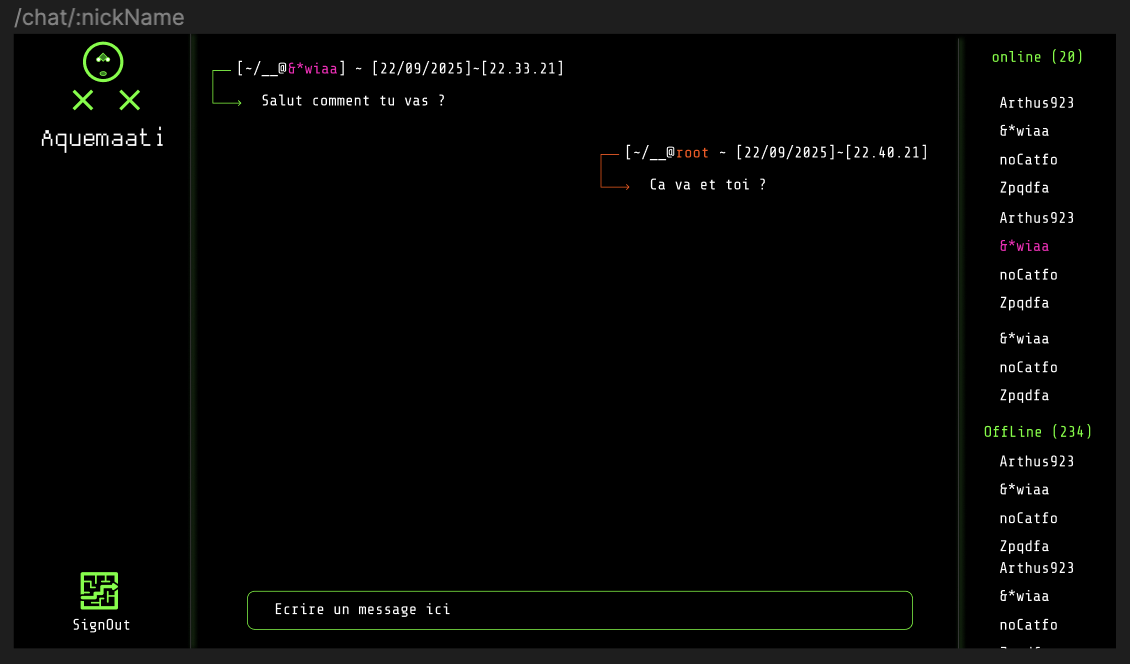 /chat/:nickName
Aquemaati
SignOut
[~/__@&*wiaa] ~ [22/09/2025]~[22.33.21]
Salut comment tu vas ?
[~/__@root ~ [22/09/2025]~[22.40.21]
Ca va et toi ?
Ecrire un message ici
online (20)
Arthus923
&*wiaa
noCatfo
Zpqdfa
Arthus923
&*wiaa
noCatfo
Zpqdfa
&*wiaa
noCatfo
Zpqdfa
OffLine (234)
Arthus923
&*wiaa
noCatfo
Zpqdfa
Arthus923
&*wiaa
noCatfo